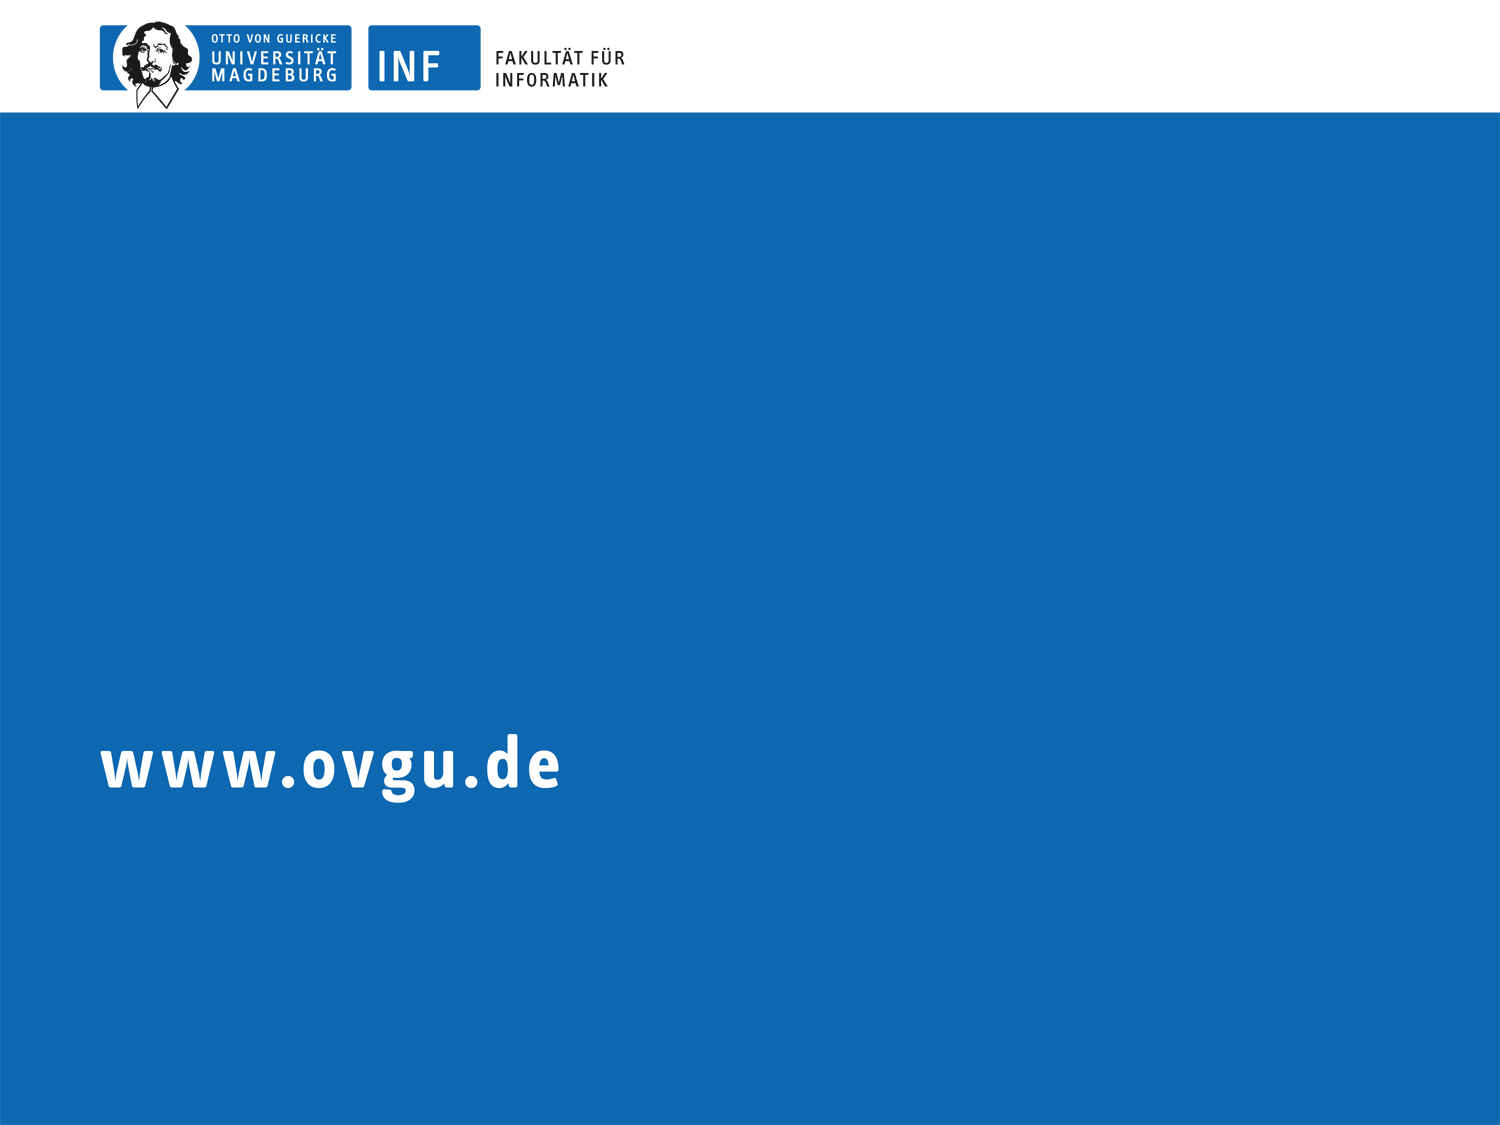 OTTO VON GUERICKE
UNIVERSITÄT
MAGDEBURG
INF
FAKULTÄT FÜR
INFORMATIK
www.ovgu.de